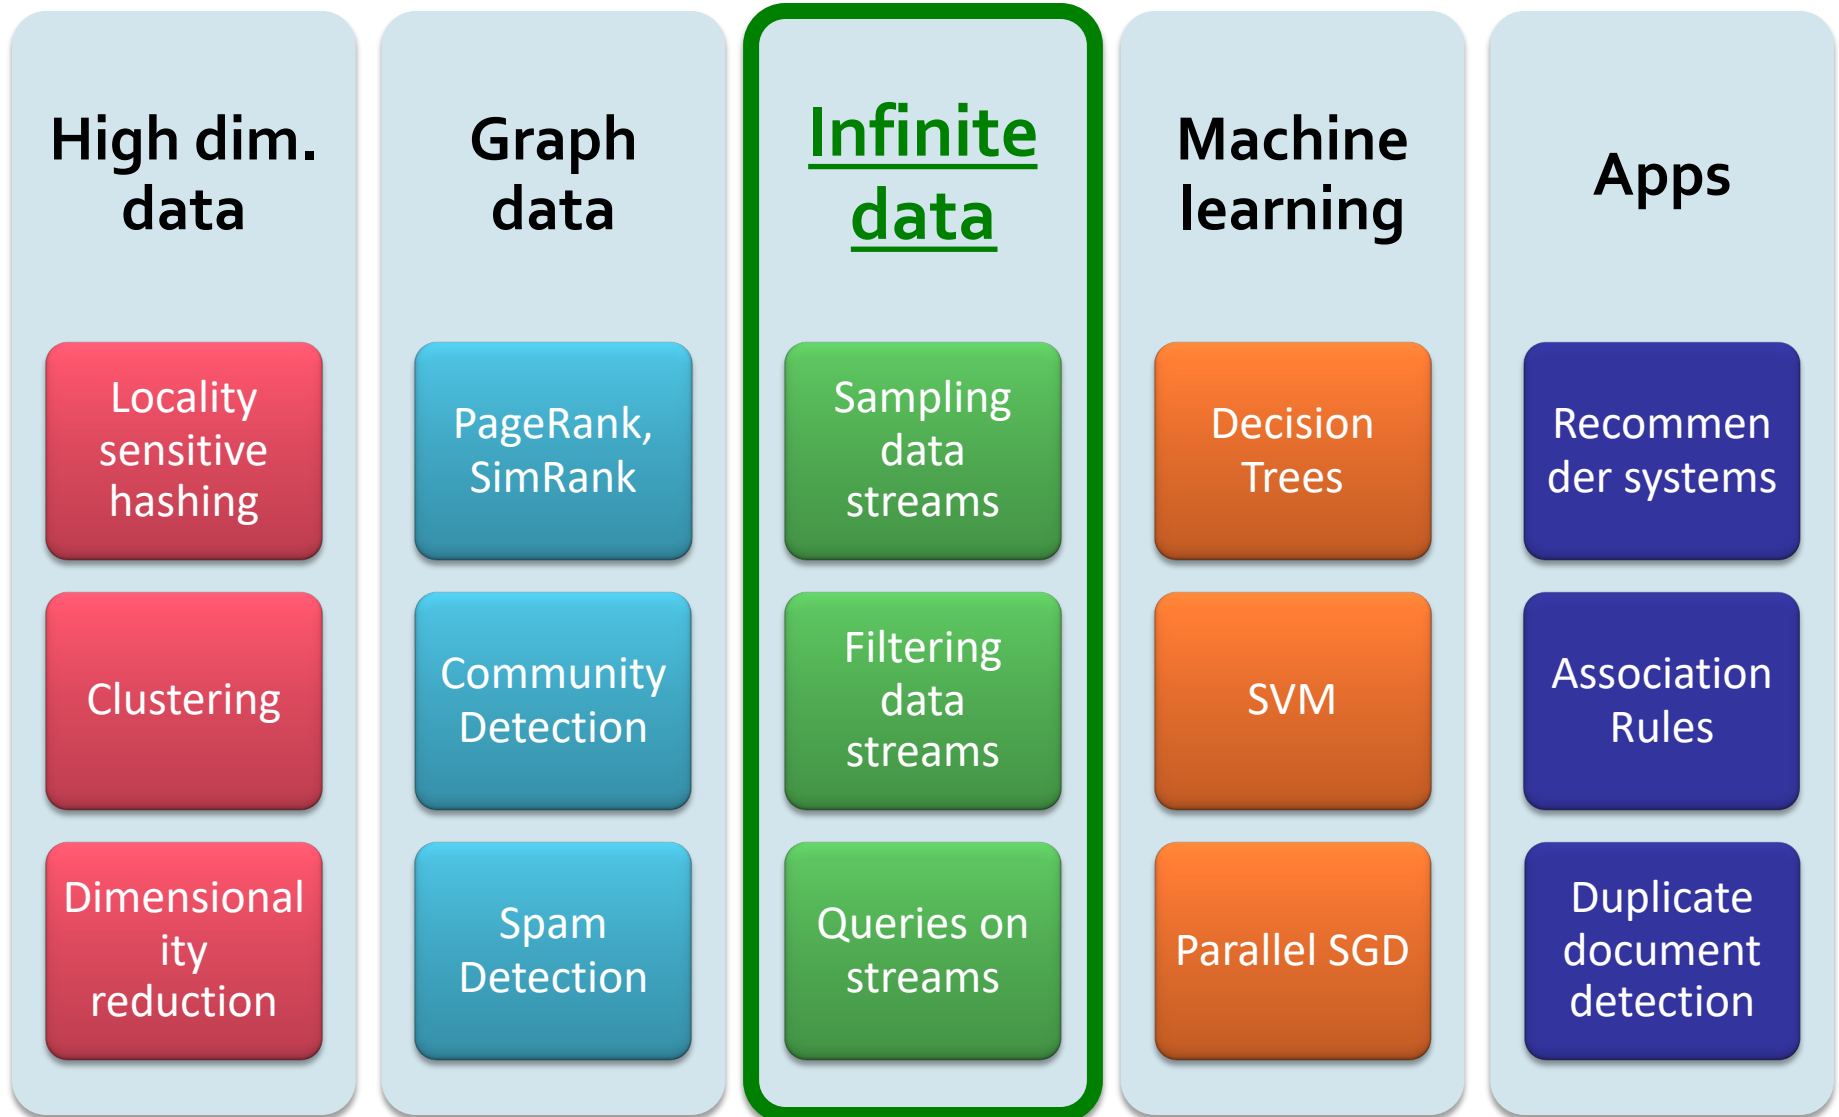 High dim.
data
Locality
sensitive
hashing
Clustering
Dimensional
ity
reduction
Graph
data
PageRank,
SimRank
Community
Detection
Spam
Detection
Infinite
data
Sampling
data
streams
Filtering
data
streams
Queries on
streams
Machine
learning
Decision
Trees
SVM
Parallel SGD
Apps
Recommen
der systems
Association
Rules
Duplicate
document
detection